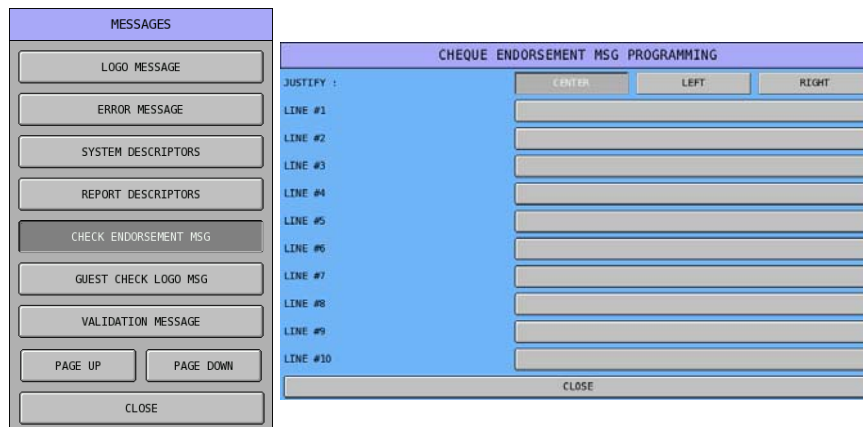 MESSAGES
LOGO MESSAGE
ERROR MESSAGE
SYSTEM DESCRIPTORS
REPORT DESCRIPTORS
CHECK ENDORSEMENT MSG
GUEST CHECK LOGO MSG
VALIDATION MESSAGE
PAGE UP PAGE DOWN
CLOSE
CHEQUE ENDORSEMENT MSG PROGRAMMING
JUSTIFY : CENTER LEFT RIGHT
LINE #1
LINE #2
LINE #3
LINE #4
LINE #5
LINE #6
LINE #7
LINE #8
LINE #9
LINE #10
CLOSE